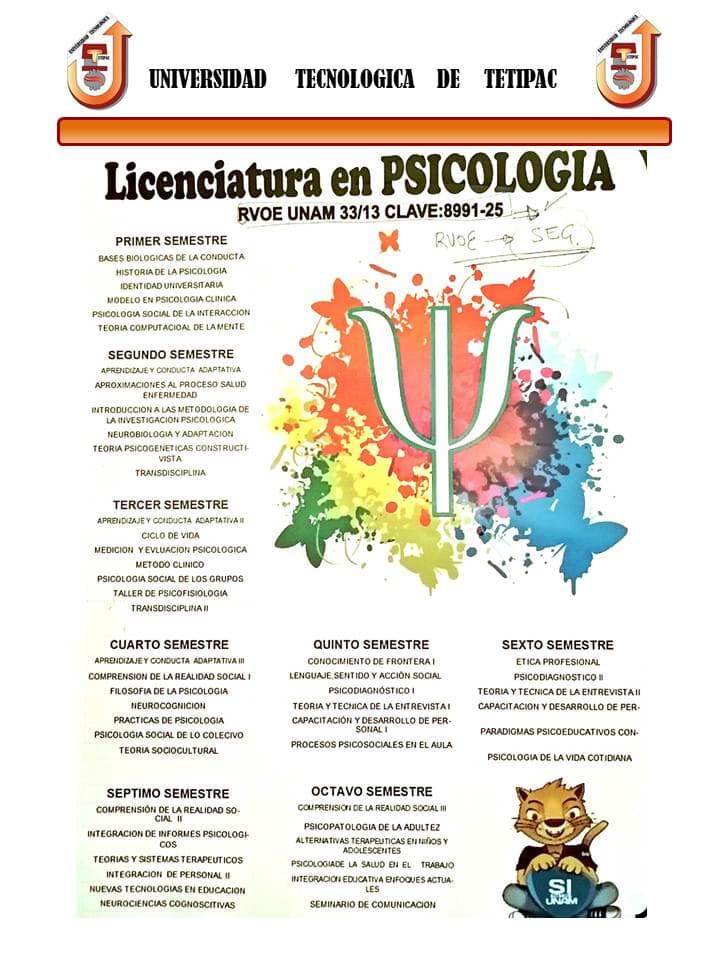 UNIVERSIDAD TECNOLOGICA DE TETIPAC
Licenciatura en PSICOLOGIA
RVOE UNAM 33/13 CLAVE:8991-25
RVOE → SEG.
PRIMER SEMESTRE
BASES BIOLOGICAS DE LA CONDUCTA
HISTORIA DE LA PSICOLOGIA
IDENTIDAD UNIVERSITARIA
MODELO EN PSICOLOGIA CLINICA
PSICOLOGIA SOCIAL DE LA INTERACCION
TEORIA COMPUTACIOAL DE LA MENTE
SEGUNDO SEMESTRE
APRENDIZAJE Y CONDUCTA ADAPTATIVA
APROXIMACIONES AL PROCESO SALUD
ENFERMEDAD
INTRODUCCION A LAS METODOLOGIA DE
LA INVESTIGACION PSICOLOGICA
NEUROBIOLOGIA Y ADAPTACION
TEORIA PSICOGENETICAS CONSTRUCTI-
VISTA
TRANSDISCIPLINA
TERCER SEMESTRE
APRENDIZAJE Y CONDUCTA ADAPTATIVA II
CICLO DE VIDA
MEDICION Y EVLUACION PSICOLOGICA
METODO CLINICO
PSICOLOGIA SOCIAL DE LOS GRUPOS
TALLER DE PSICOFISIOLOGIA
TRANSDISCIPLINA II
CUARTO SEMESTRE
APRENDIZAJE Y CONDUCTA ADAPTATIVA III
COMPRENSION DE LA REALIDAD SOCIAL I
FILOSOFIA DE LA PSICOLOGIA
NEUROCOGNICION
PRACTICAS DE PSICOLOGIA
PSICOLOGIA SOCIAL DE LO COLECIVO
TEORIA SOCIOCULTURAL
QUINTO SEMESTRE
CONOCIMIENTO DE FRONTERA I
LENGUAJE,SENTIDO Y ACCIÓN SOCIAL
PSICODIAGNÓSTICO I
TEORIA Y TECNICA DE LA ENTREVISTA I
CAPACITACIÓN Y DESARROLLO DE PER-
SONAL I
PROCESOS PSICOSOCIALES EN EL AULA
SEXTO SEMESTRE
ETICA PROFESIONAL
PSICODIAGNOSTICO II
TEORIA Y TECNICA DE LA ENTREVISTA II
CAPACITACION Y DESARROLLO DE PER-
PARADIGMAS PSICOEDUCATIVOS CON-
PSICOLOGIA DE LA VIDA COTIDIANA
SEPTIMO SEMESTRE
COMPRENSIÓN DE LA REALIDAD SO-
CIAL II
INTEGRACION DE INFORMES PSICOLOGI-
COS
TEORIAS Y SISTEMAS TERAPEUTICOS
INTEGRACION DE PERSONAL II
NUEVAS TECNOLOGIAS EN EDUCACION
NEUROCIENCIAS COGNOSCITIVAS
OCTAVO SEMESTRE
COMPRENSION DE LA REALIDAD SOCIAL III
PSICOPATOLOGIA DE LA ADULTEZ
ALTERNATIVAS TERAPEUTICAS EN NIÑOS Y
ADOLESCENTES
PSICOLOGIADE LA SALUD EN EL TRABAJO
INTEGRACION EDUCATIVA ENFOQUES ACTUA-
LES
SEMINARIO DE COMUNICACION
SI
UNAM